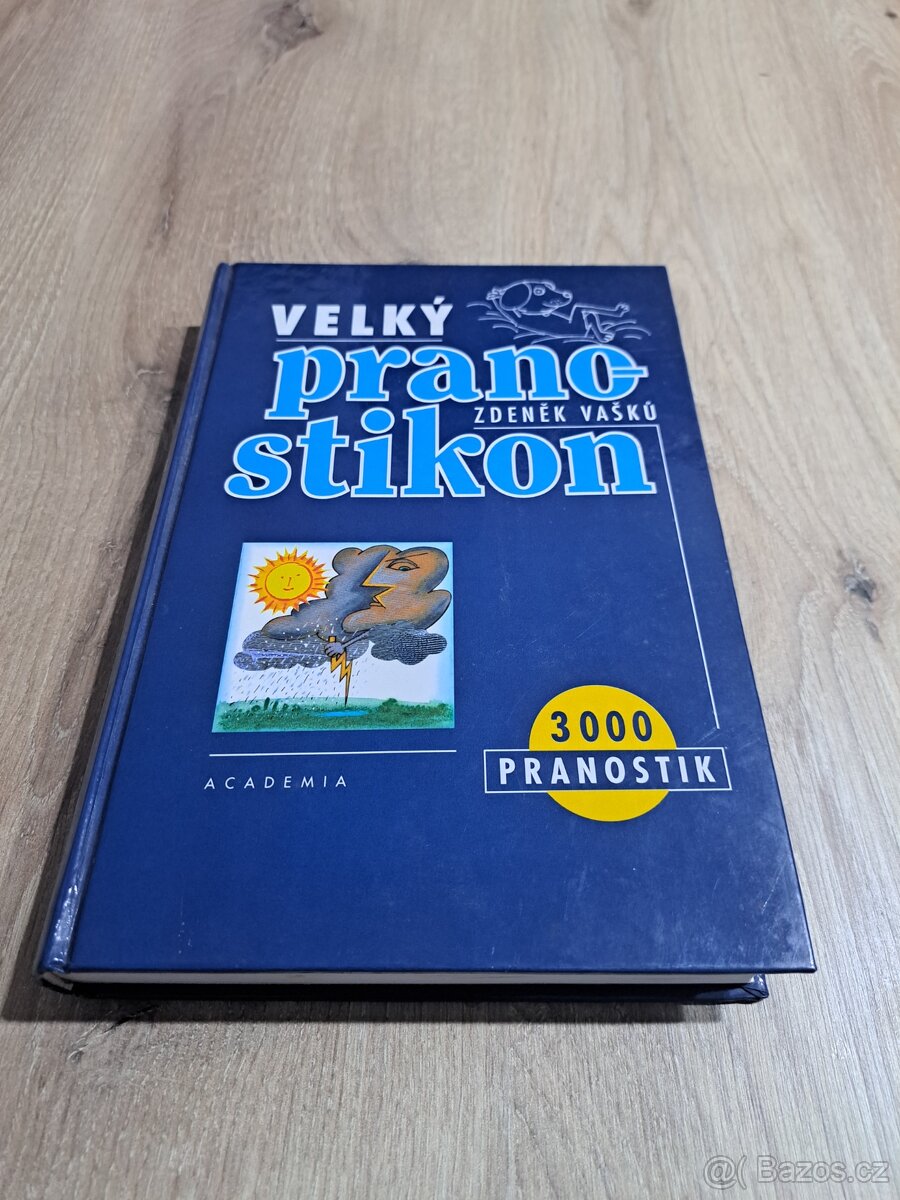 VELKÝ
prano-
ZDENĚK VAŠKŮ
stikon
3000
PRANOSTIK
ACADEMIA
@( Bazos.cz